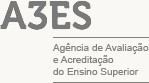 A3ES
Agência de Avaliação
e Acreditação
do Ensino Superior